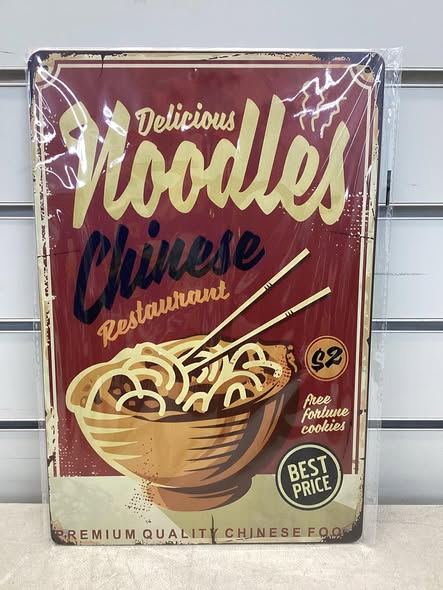 Delicious
Noodles
Chinese
Restaurant
$2
free
fortune
cookies
BEST
PRICE
PREMIUM QUALITY CHINESE FOOD